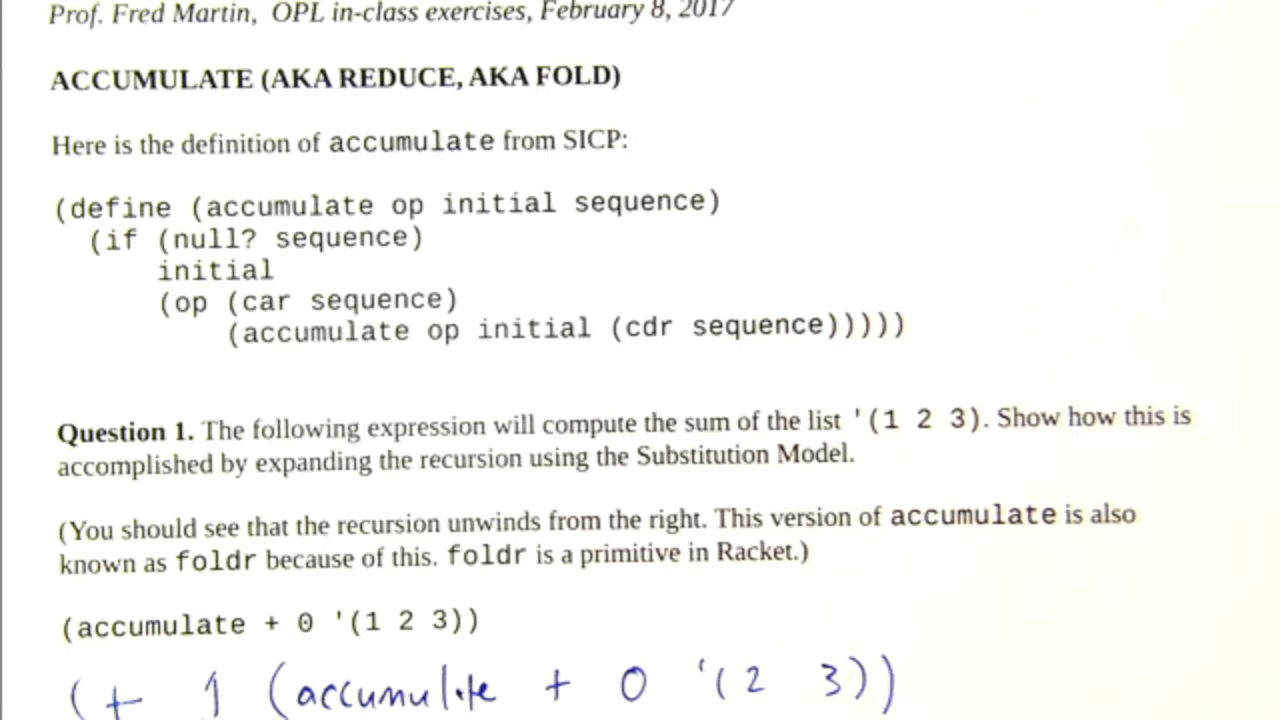 Prof. Fred Martin, OPL in-class exercises, February 8, 2017
ACCUMULATE (AKA REDUCE, AKA FOLD)
Here is the definition of accumulate from SICP:
(define (accumulate op initial sequence)
  (if (null? sequence)
      initial
      (op (car sequence)
          (accumulate op initial (cdr sequence)))))
Question 1. The following expression will compute the sum of the list '(1 2 3). Show how this is
accomplished by expanding the recursion using the Substitution Model.
(You should see that the recursion unwinds from the right. This version of accumulate is also
known as foldr because of this. foldr is a primitive in Racket.)
(accumulate + 0 '(1 2 3))
(+ 1 (accumulate + 0 '(2 3))